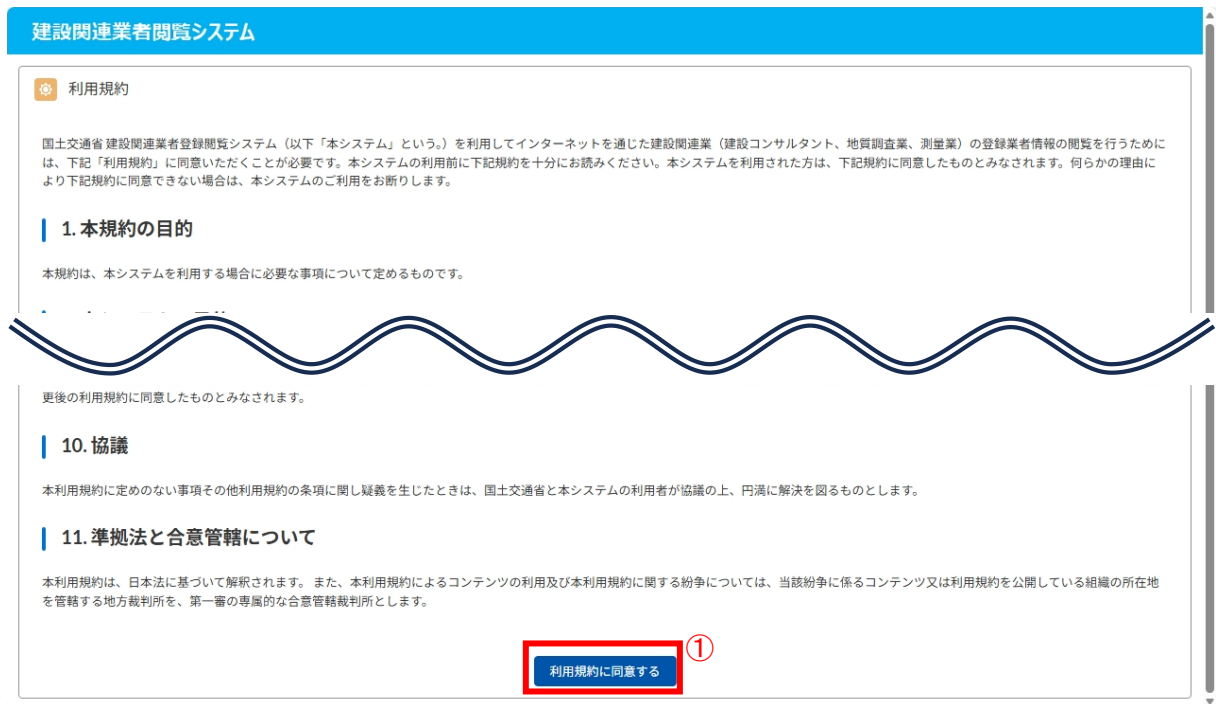 建設関連業者閲覧システム
利用規約
国土交通省 建設関連業者登録閲覧システム（以下「本システム」という。）を利用してインターネットを通じた建設関連業（建設コンサルタント、地質調査業、測量業）の登録業者情報の閲覧を行うために
は、下記「利用規約」に同意いただくことが必要です。本システムの利用前に下記規約を十分にお読みください。本システムを利用された方は、下記規約に同意したものとみなされます。何らかの理由に
より下記規約に同意できない場合は、本システムのご利用をお断りします。
1. 本規約の目的
本規約は、本システムを利用する場合に必要な事項について定めるものです。
更後の利用規約に同意したものとみなされます。
10. 協議
本利用規約に定めのない事項その他利用規約の条項に関し疑義を生じたときは、国土交通省と本システムの利用者が協議の上、円満に解決を図るものとします。
11. 準拠法と合意管轄について
本利用規約は、日本法に基づいて解釈されます。 また、本利用規約によるコンテンツの利用及び本利用規約に関する紛争については、当該紛争に係るコンテンツ又は利用規約を公開している組織の所在地
を管轄する地方裁判所を、第一審の専属的な合意管轄裁判所とします。
①
利用規約に同意する